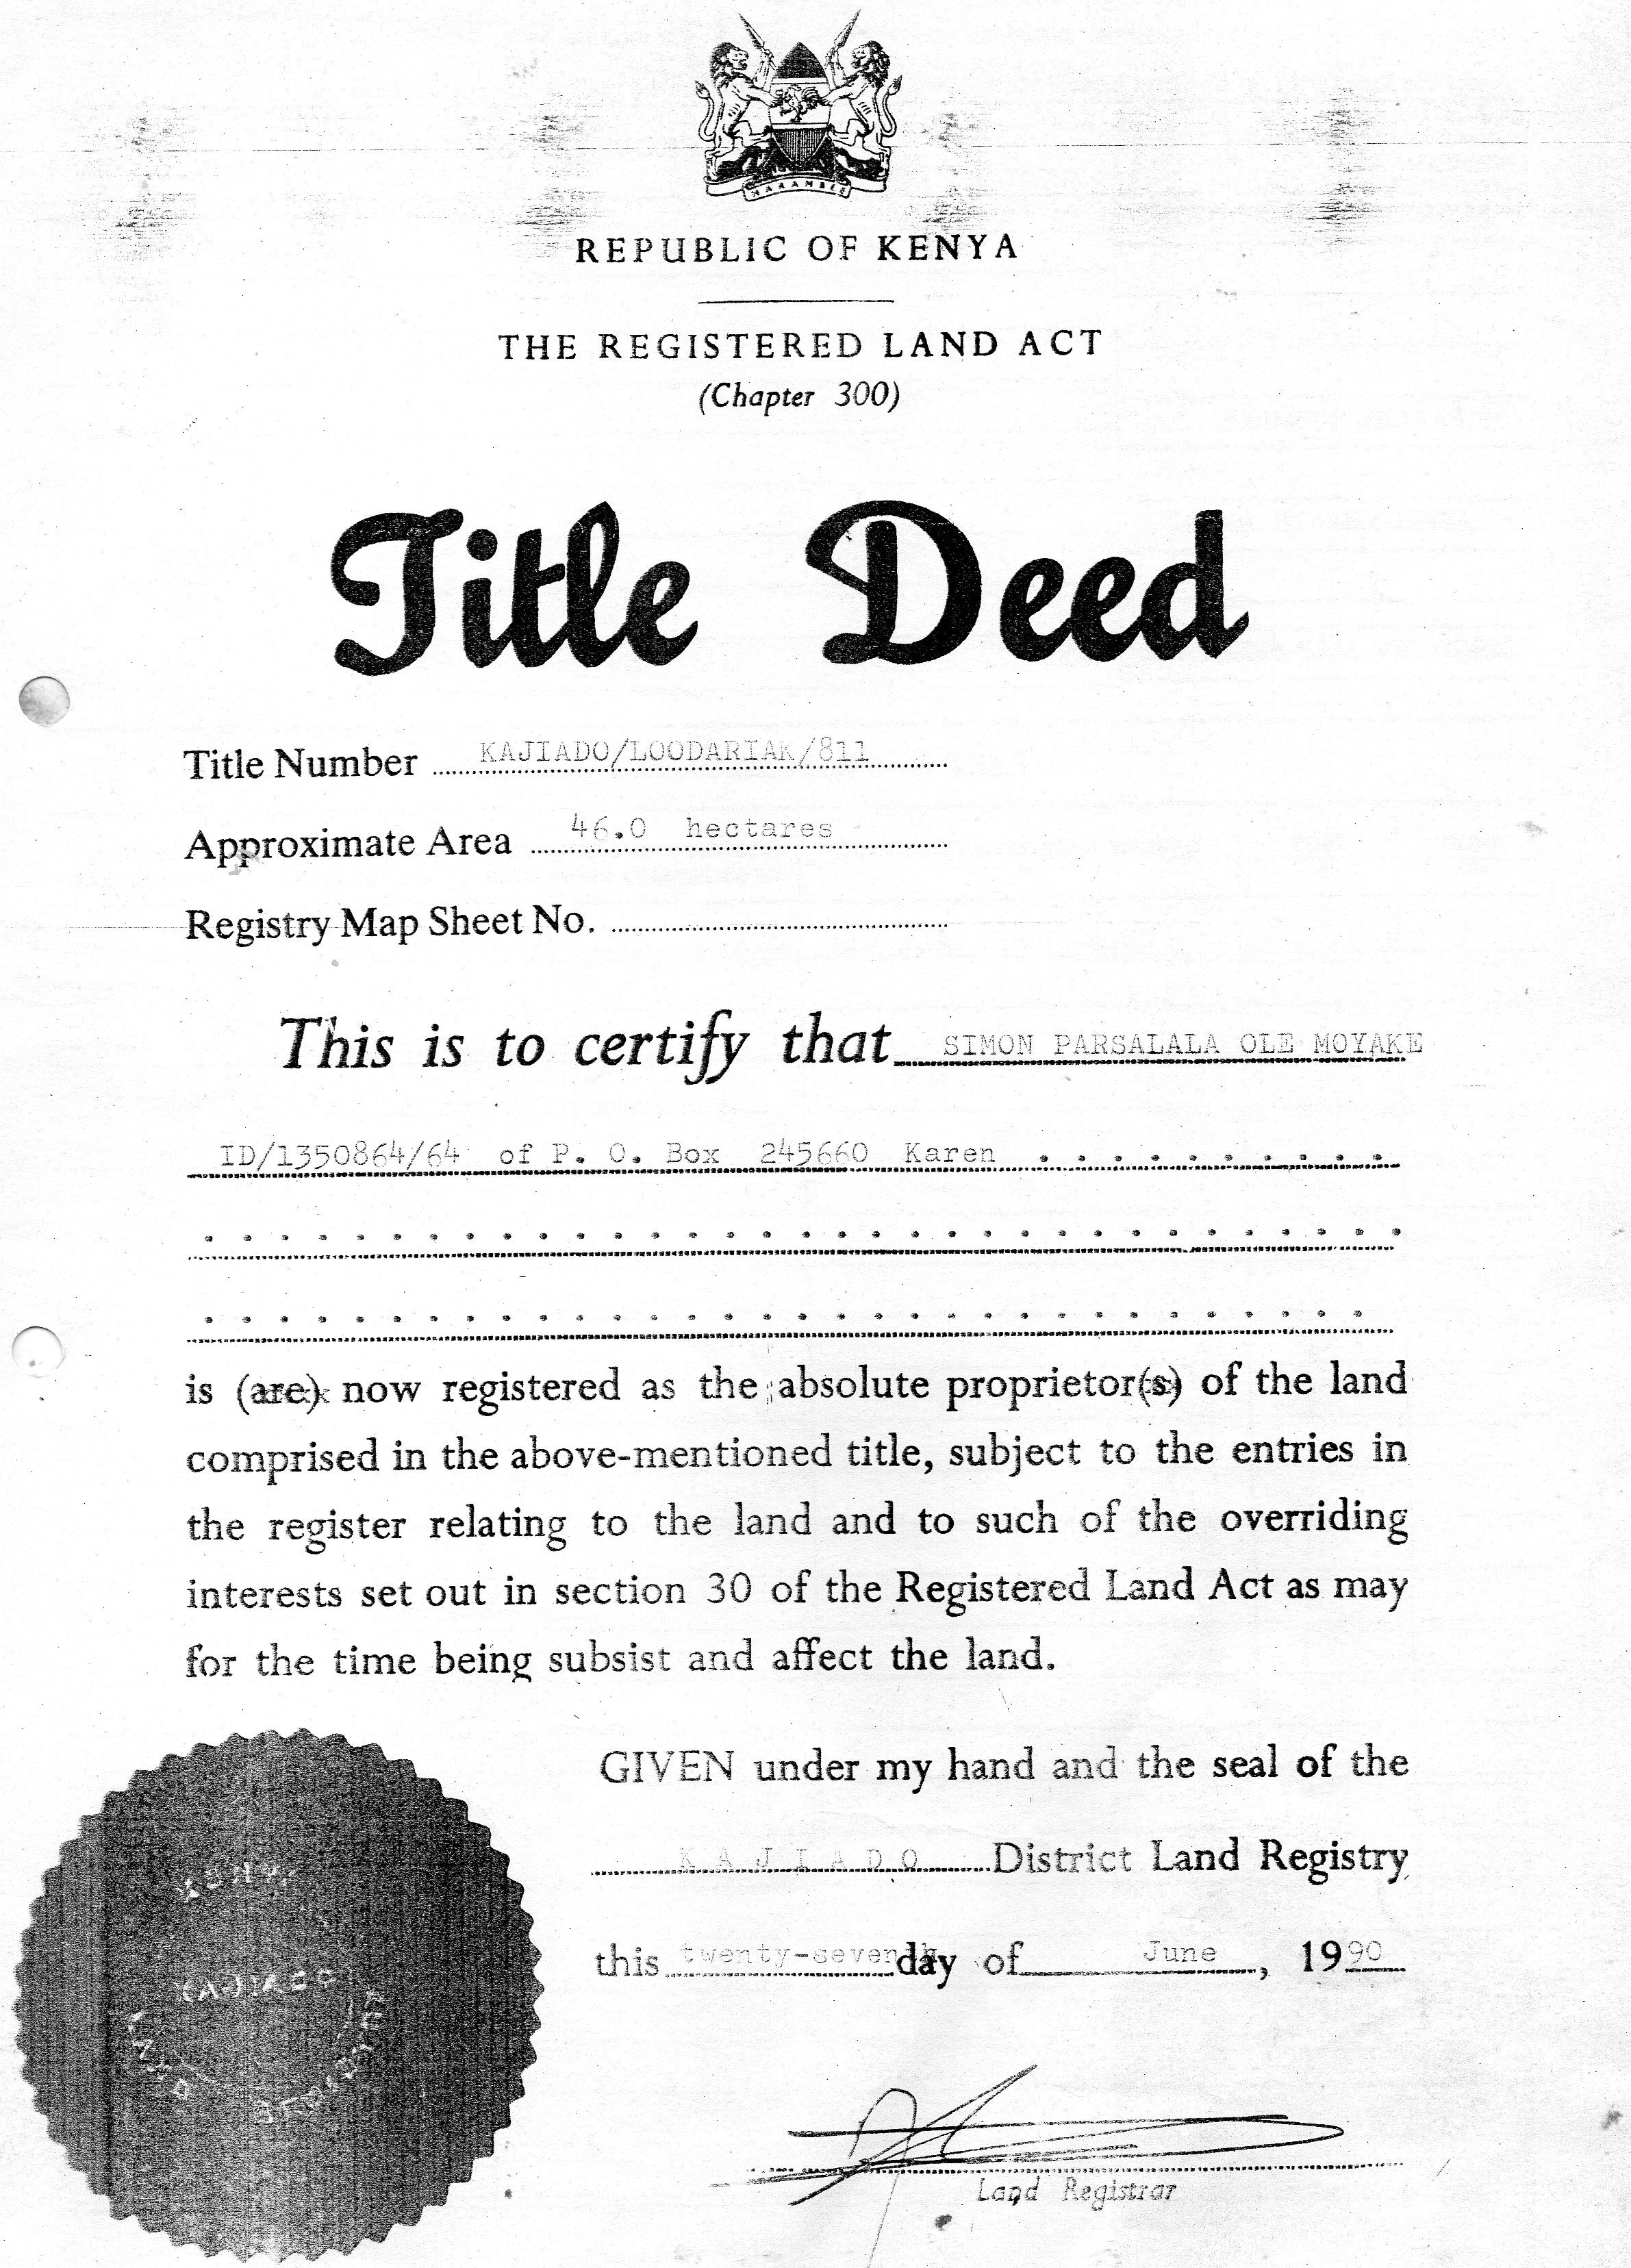 HARAMBEE
REPUBLIC OF KENYA
THE REGISTERED LAND ACT
(Chapter 300)
Title Deed
Title Number KAJIADO/LOODARIAK/811
Approximate Area 46.0 hectares
Registry Map Sheet No.
This is to certify that SIMON PARSALALA OLE MOYAKE
ID/1350864/64 of P. O. Box 245660 Karen
is (are) now registered as the absolute proprietor(s) of the land
comprised in the above-mentioned title, subject to the entries in
the register relating to the land and to such of the overriding
interests set out in section 30 of the Registered Land Act as may
for the time being subsist and affect the land.
GIVEN under my hand and the seal of the
KAJIADO District Land Registry
this twenty-seventh day of June, 1990
Land Registrar
KENYA
KAJIADO
LAND REGISTRY